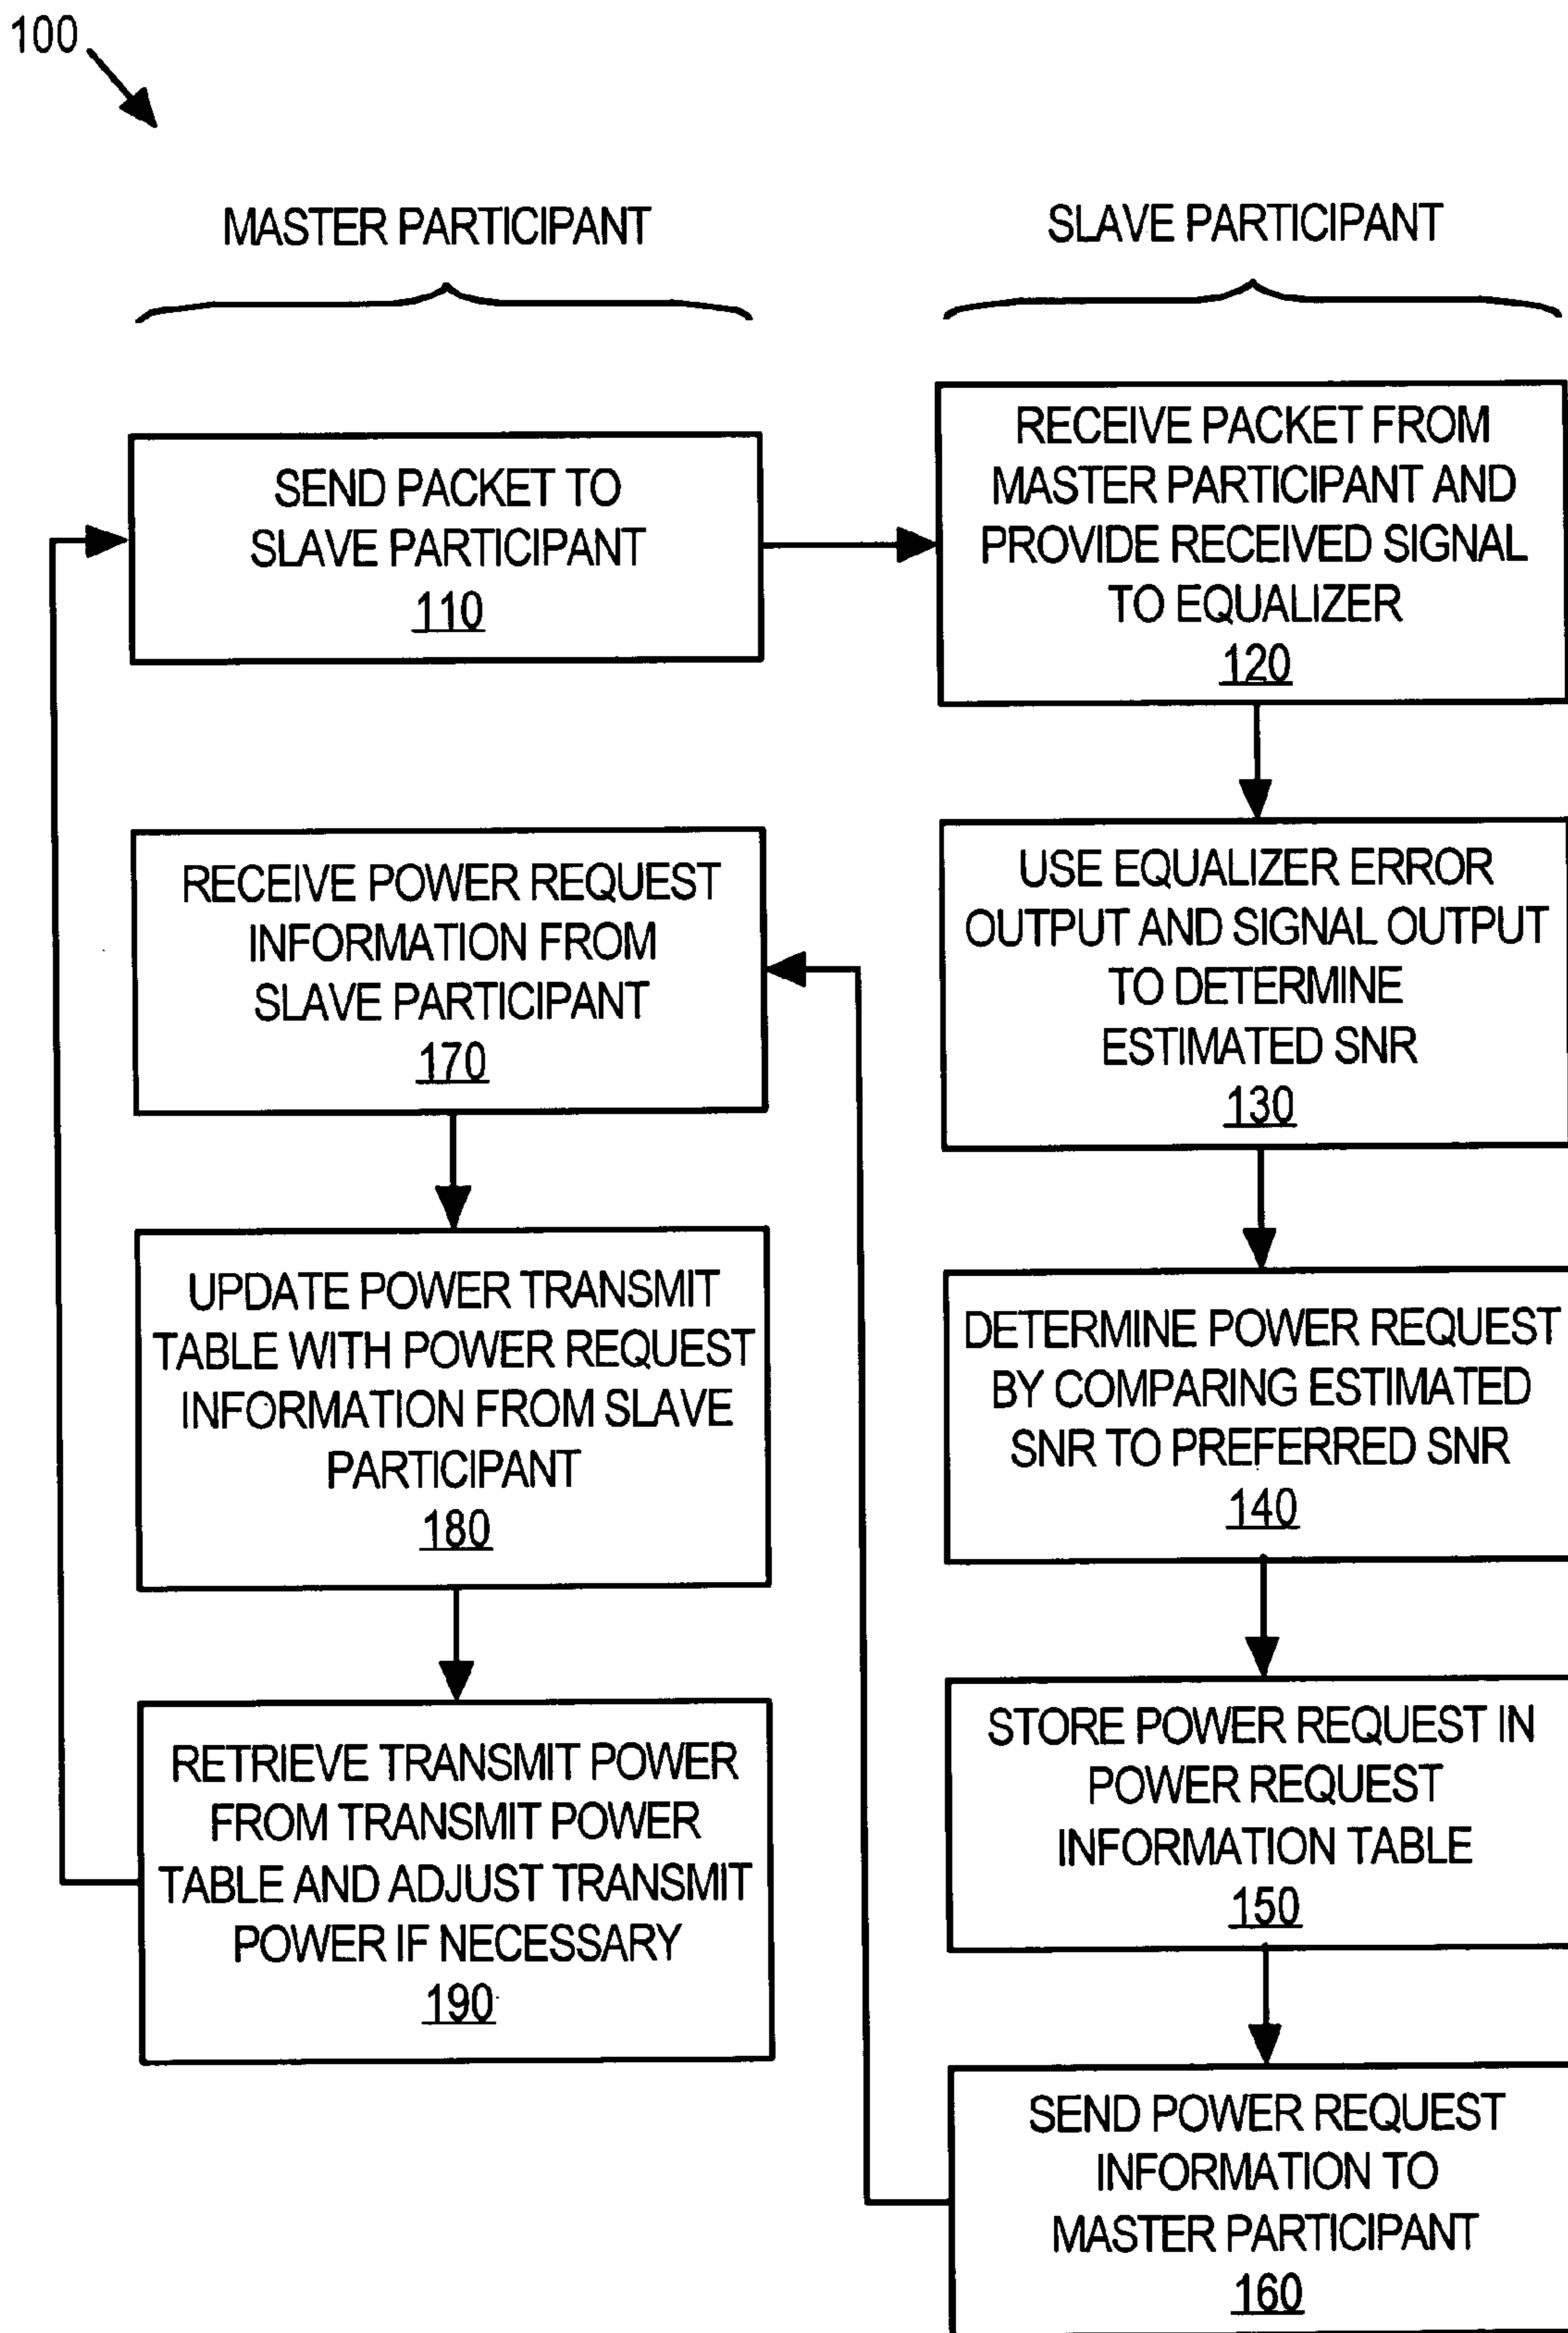 100
MASTER PARTICIPANT
SLAVE PARTICIPANT
SEND PACKET TO
SLAVE PARTICIPANT
110
RECEIVE PACKET FROM
MASTER PARTICIPANT AND
PROVIDE RECEIVED SIGNAL
TO EQUALIZER
120
USE EQUALIZER ERROR
OUTPUT AND SIGNAL OUTPUT
TO DETERMINE
ESTIMATED SNR
130
DETERMINE POWER REQUEST
BY COMPARING ESTIMATED
SNR TO PREFERRED SNR
140
STORE POWER REQUEST IN
POWER REQUEST
INFORMATION TABLE
150
SEND POWER REQUEST
INFORMATION TO
MASTER PARTICIPANT
160
RECEIVE POWER REQUEST
INFORMATION FROM
SLAVE PARTICIPANT
170
UPDATE POWER TRANSMIT
TABLE WITH POWER REQUEST
INFORMATION FROM SLAVE
PARTICIPANT
180
RETRIEVE TRANSMIT POWER
FROM TRANSMIT POWER
TABLE AND ADJUST TRANSMIT
POWER IF NECESSARY
190